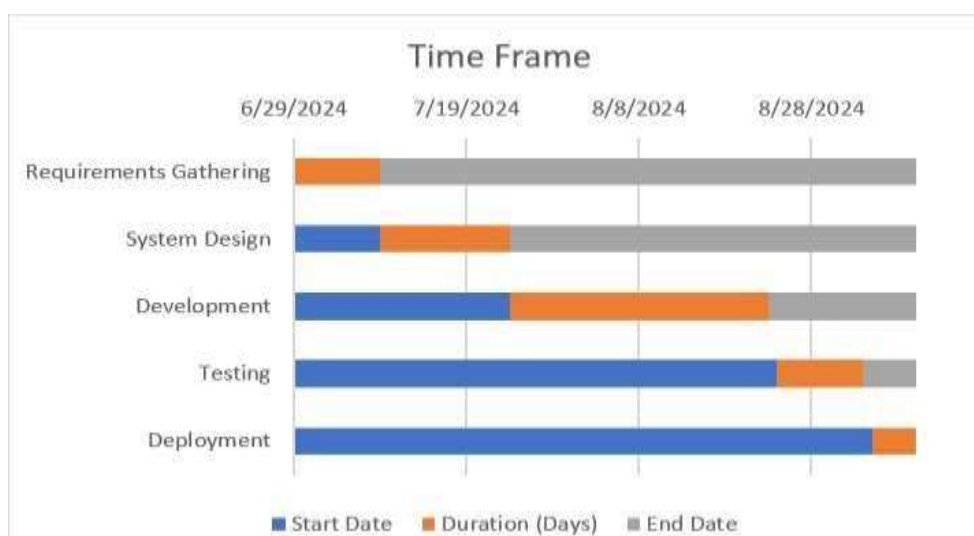 Time Frame
6/29/2024 7/19/2024 8/8/2024 8/28/2024
Requirements Gathering
System Design
Development
Testing
Deployment
Start Date Duration (Days) End Date